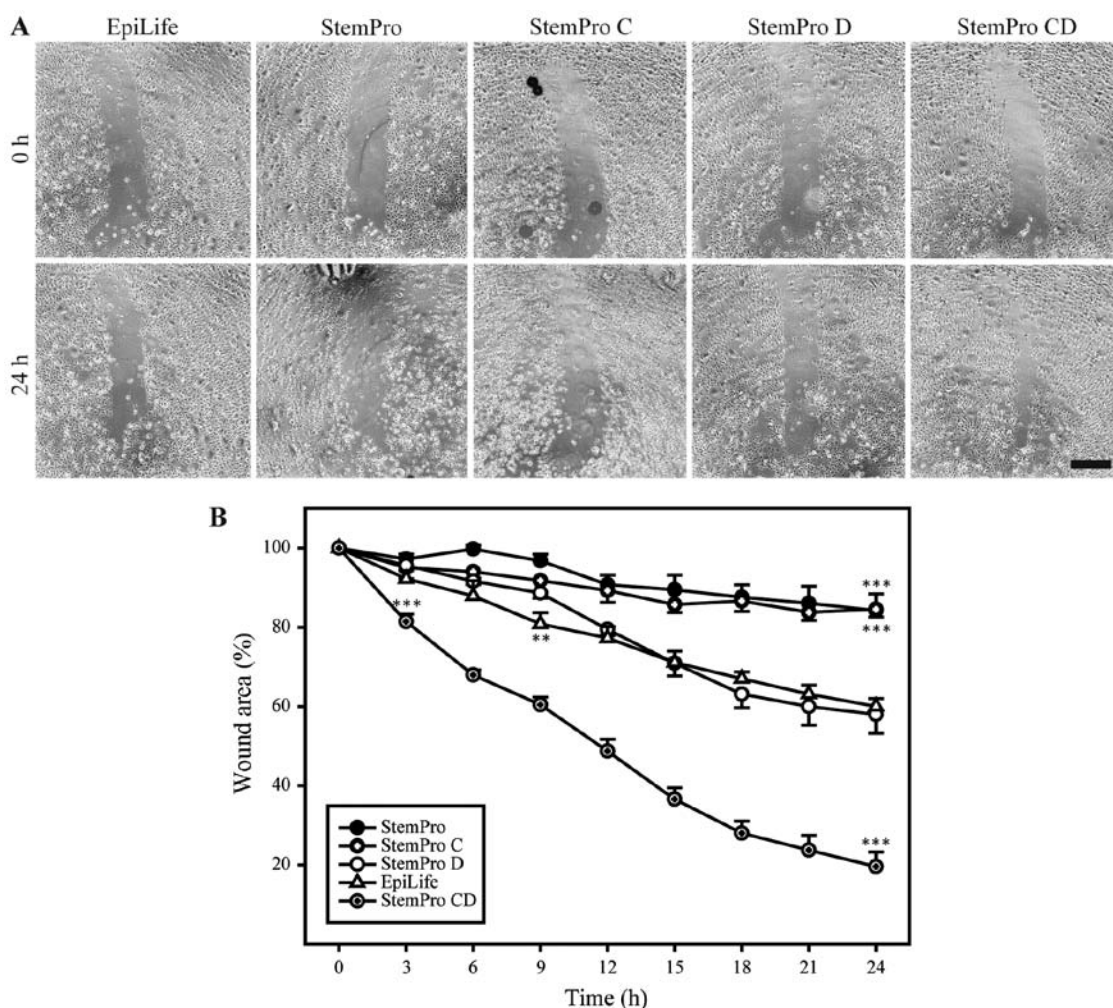 A
EpiLife StemPro StemPro C StemPro D StemPro CD
0 h
24 h
B
Wound area (%)
100
80
60
40
20
***
**
***
***
***
StemPro
StemPro C
StemPro D
EpiLife
StemPro CD
0 3 6 9 12 15 18 21 24
Time (h)